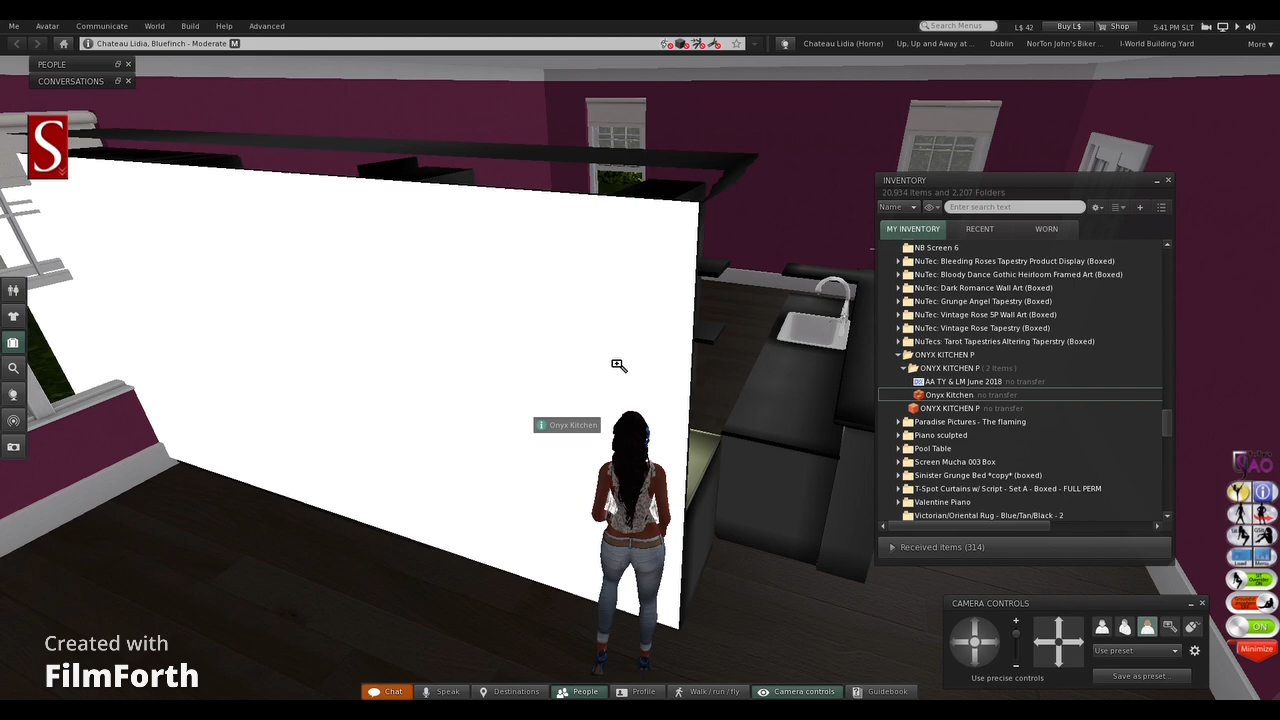 Me Avatar Communicate World Build Help Advanced
Search Menus
L$ 42 Buy L$ Shop 5:41 PM SLT
Chateau Lidia, Bluefinch - Moderate M
Chateau Lidia (Home) Up, Up and Away at ... Dublin NorTon John's Biker ... I-World Building Yard More ▼
PEOPLE
CONVERSATIONS
S
INVENTORY
20,934 Items and 2,207 Folders
Name
Enter search text
MY INVENTORY RECENT WORN
NB Screen 6
NuTec: Bleeding Roses Tapestry Product Display (Boxed)
NuTec: Bloody Dance Gothic Heirloom Framed Art (Boxed)
NuTec: Dark Romance Wall Art (Boxed)
NuTec: Grunge Angel Tapestry (Boxed)
NuTec: Vintage Rose 5P Wall Art (Boxed)
NuTec: Vintage Rose Tapestry (Boxed)
NuTecs: Tarot Tapestries Altering Taperstry (Boxed)
ONYX KITCHEN P
ONYX KITCHEN P ( 2 Items )
AA TY & LM June 2018 no transfer
Onyx Kitchen no transfer
ONYX KITCHEN P no transfer
Paradise Pictures - The flaming
Piano sculpted
Pool Table
Screen Mucha 003 Box
Sinister Grunge Bed *copy* (boxed)
T-Spot Curtains w/ Script - Set A - Boxed - FULL PERM
Valentine Piano
Victorian/Oriental Rug - Blue/Tan/Black - 2
Received Items (314)
Onyx Kitchen
CAMERA CONTROLS
Use preset
Use precise controls
Save as preset...
AO
Load Menu
ON
Minimize
Created with
FilmForth
Chat Speak Destinations People Profile Walk / run / fly Camera controls Guidebook